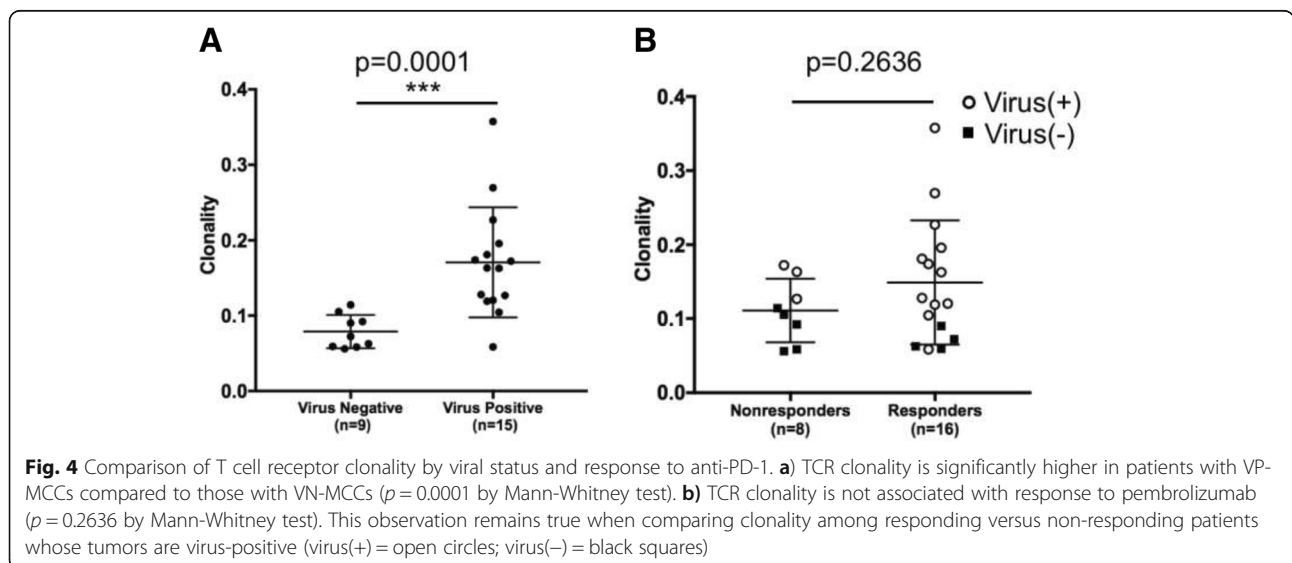 A
p=0.0001
***
0.4
0.3
0.2
0.1
0.0
Clonality
Virus Negative
(n=9)
Virus Positive
(n=15)
B
p=0.2636
Virus(+)
Virus(-)
0.4
0.3
0.2
0.1
0.0
Clonality
Nonresponders
(n=8)
Responders
(n=16)
Fig. 4 Comparison of T cell receptor clonality by viral status and response to anti-PD-1. a) TCR clonality is significantly higher in patients with VP-
MCCs compared to those with VN-MCCs (p = 0.0001 by Mann-Whitney test). b) TCR clonality is not associated with response to pembrolizumab
(p = 0.2636 by Mann-Whitney test). This observation remains true when comparing clonality among responding versus non-responding patients
whose tumors are virus-positive (virus(+) = open circles; virus(−) = black squares)